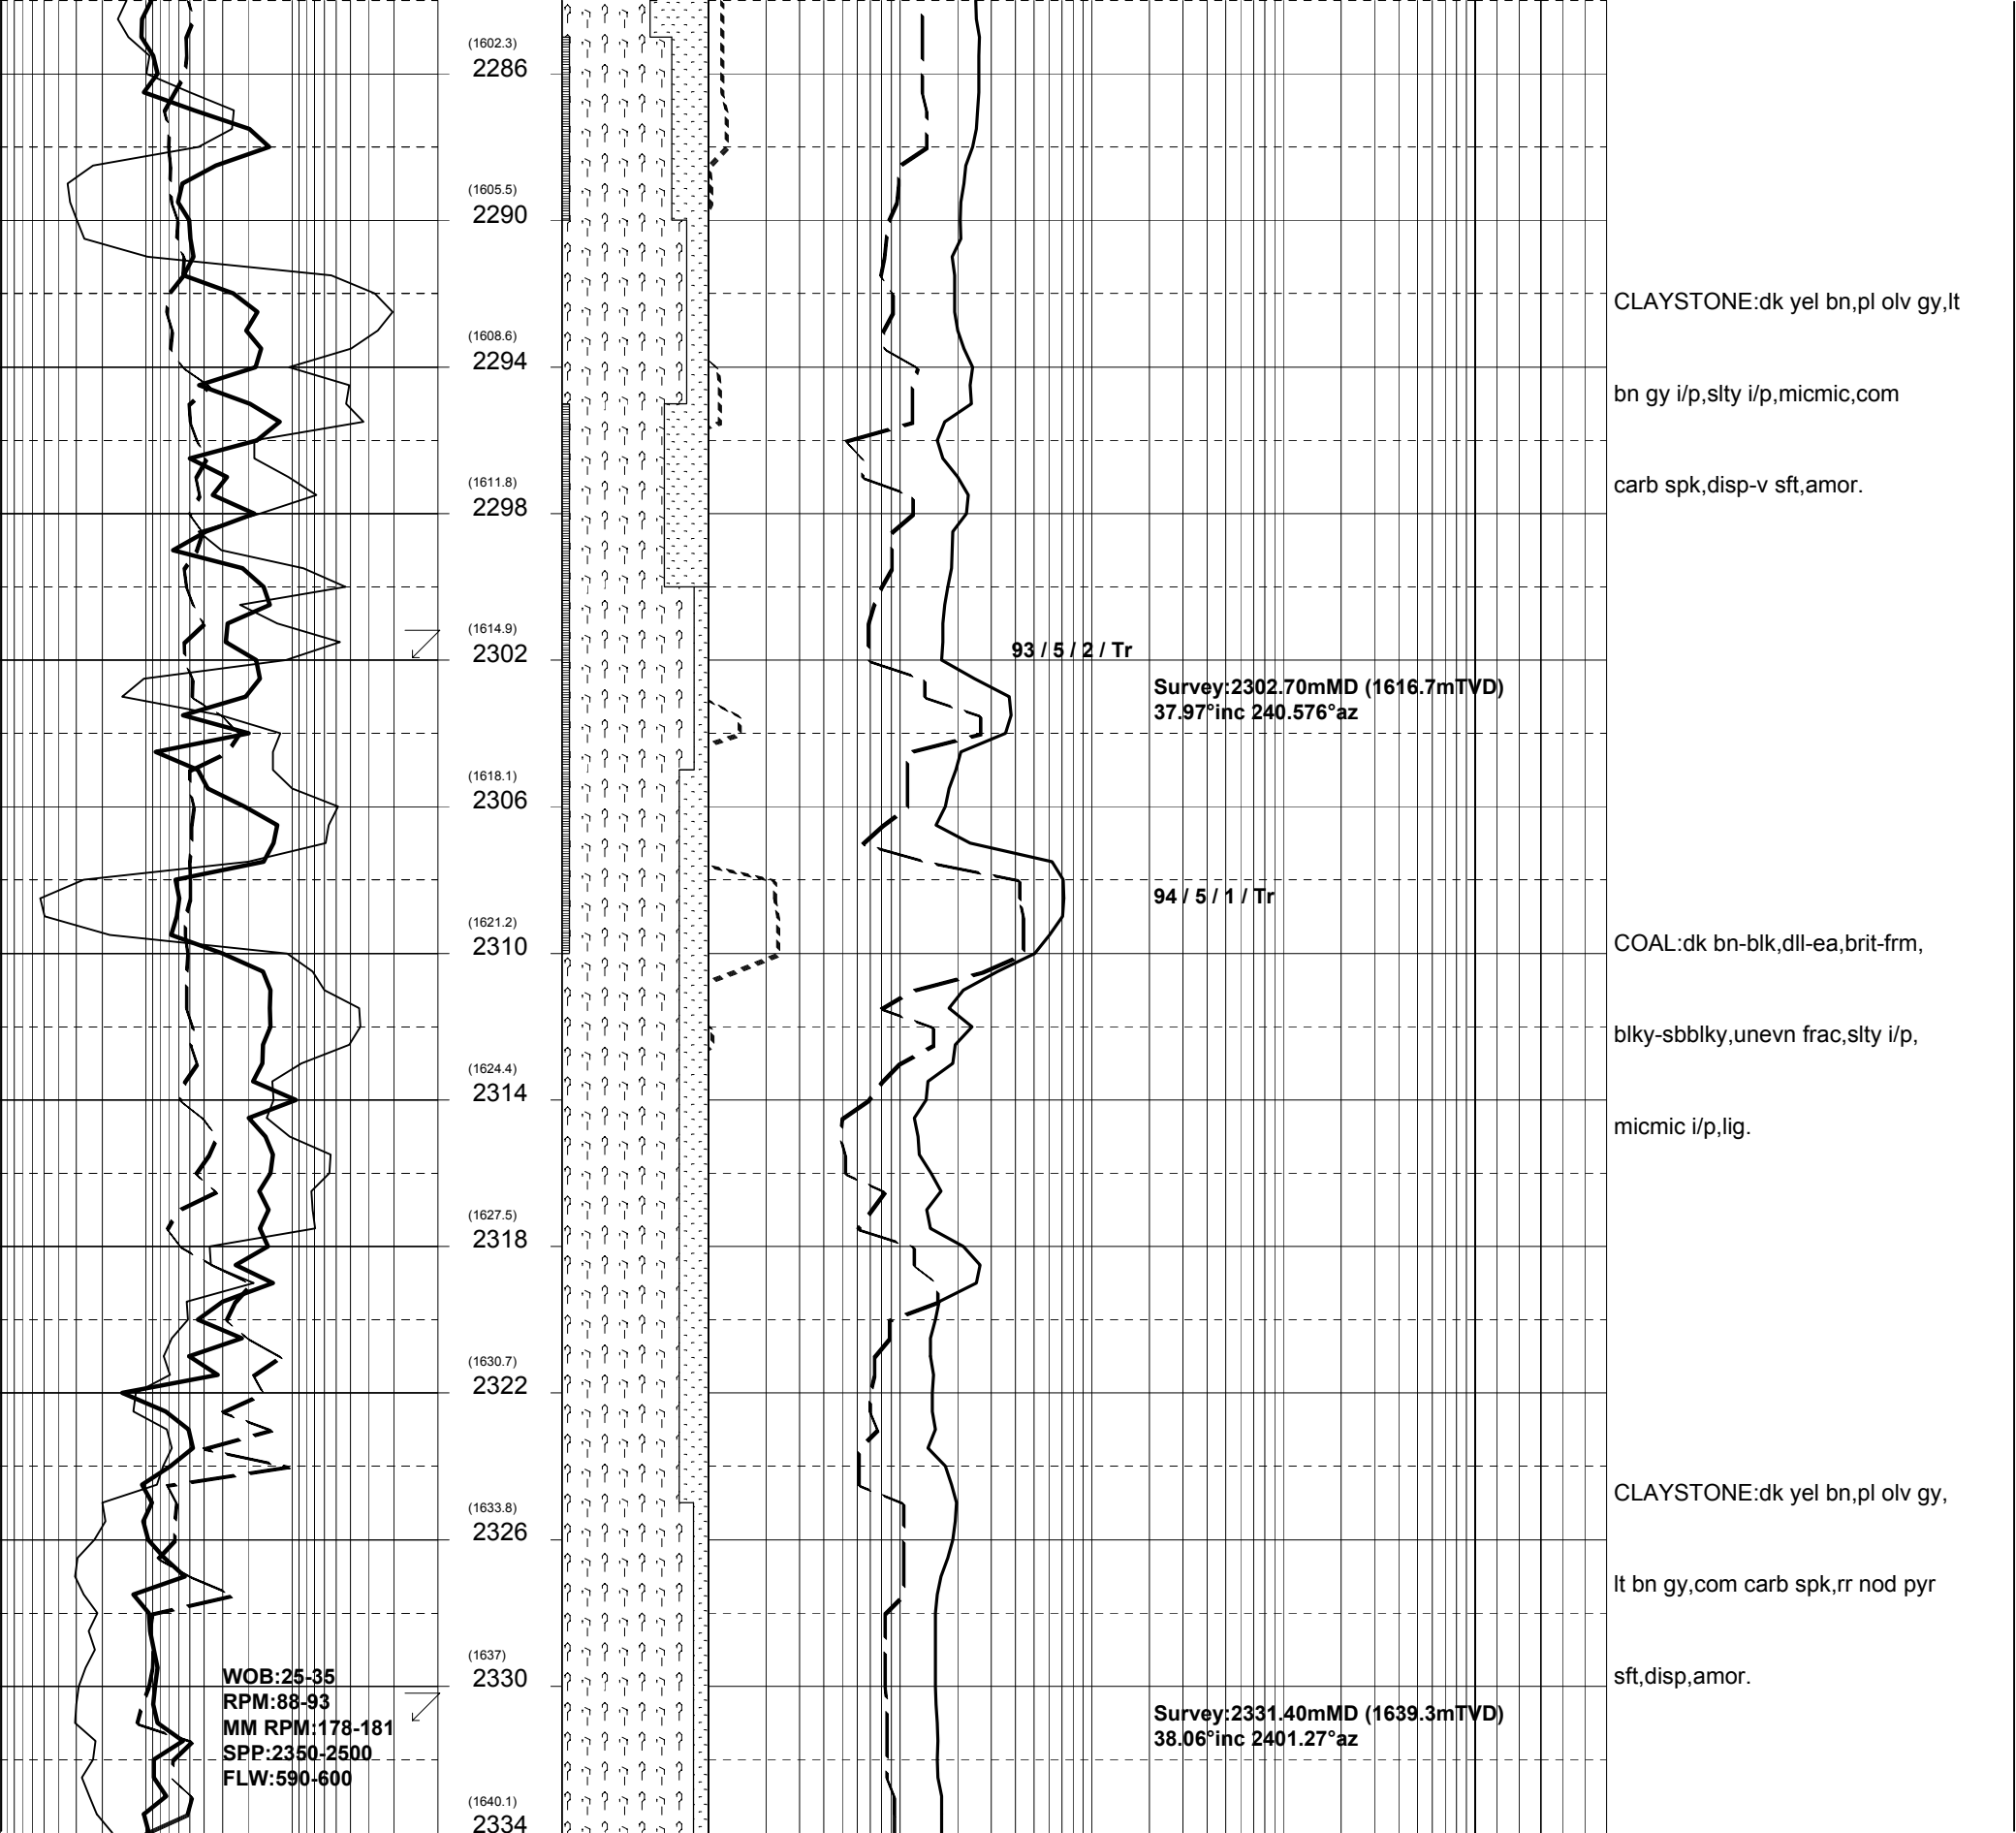 (1602.3)
2286
(1605.5)
2290
CLAYSTONE:dk yel bn,pl olv gy,lt
(1608.6)
2294
bn gy i/p,slty i/p,micmic,com
(1611.8)
2298
carb spk,disp-v sft,amor.
(1614.9)
2302
93 / 5 / 2 / Tr
Survey:2302.70mMD (1616.7mTVD)
37.97°inc 240.576°az
(1618.1)
2306
94 / 5 / 1 / Tr
(1621.2)
2310
COAL:dk bn-blk,dll-ea,brit-frm,
blky-sbblky,unevn frac,slty i/p,
(1624.4)
2314
micmic i/p,lig.
(1627.5)
2318
(1630.7)
2322
CLAYSTONE:dk yel bn,pl olv gy,
(1633.8)
2326
lt bn gy,com carb spk,rr nod pyr
(1637)
2330
sft,disp,amor.
WOB:25-35
RPM:88-93
MM RPM:178-181
SPP:2350-2500
FLW:590-600
Survey:2331.40mMD (1639.3mTVD)
38.06°inc 2401.27°az
(1640.1)
2334